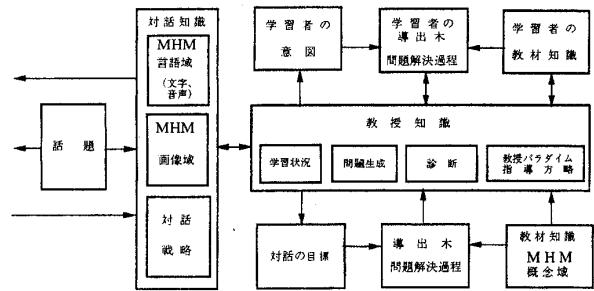 対話知識
MHM
言語域
(文字、
音声)
MHM
画像域
対話
戦略
話題
学習者の
意図
学習者の
導出木
問題解決過程
学習者の
教材知識
教授知識
学習状況
問題生成
診断
教授パラダイム
指導方略
対話の目標
導出木
問題解決過程
教材知識
MHM
概念域